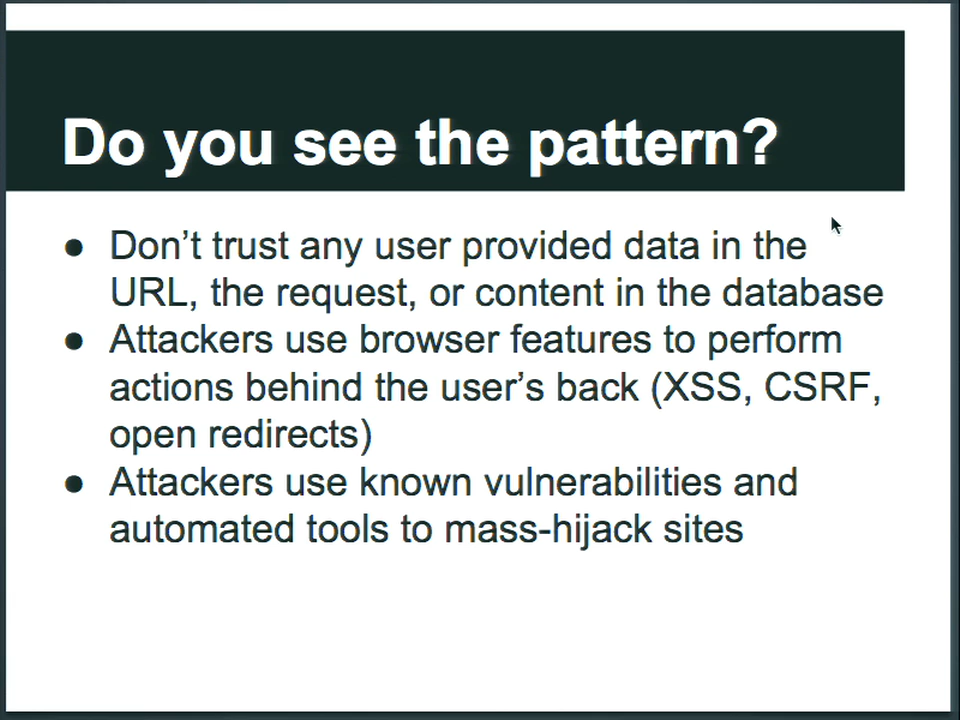 Do you see the pattern?
● Don’t trust any user provided data in the
URL, the request, or content in the database
● Attackers use browser features to perform
actions behind the user’s back (XSS, CSRF,
open redirects)
● Attackers use known vulnerabilities and
automated tools to mass-hijack sites